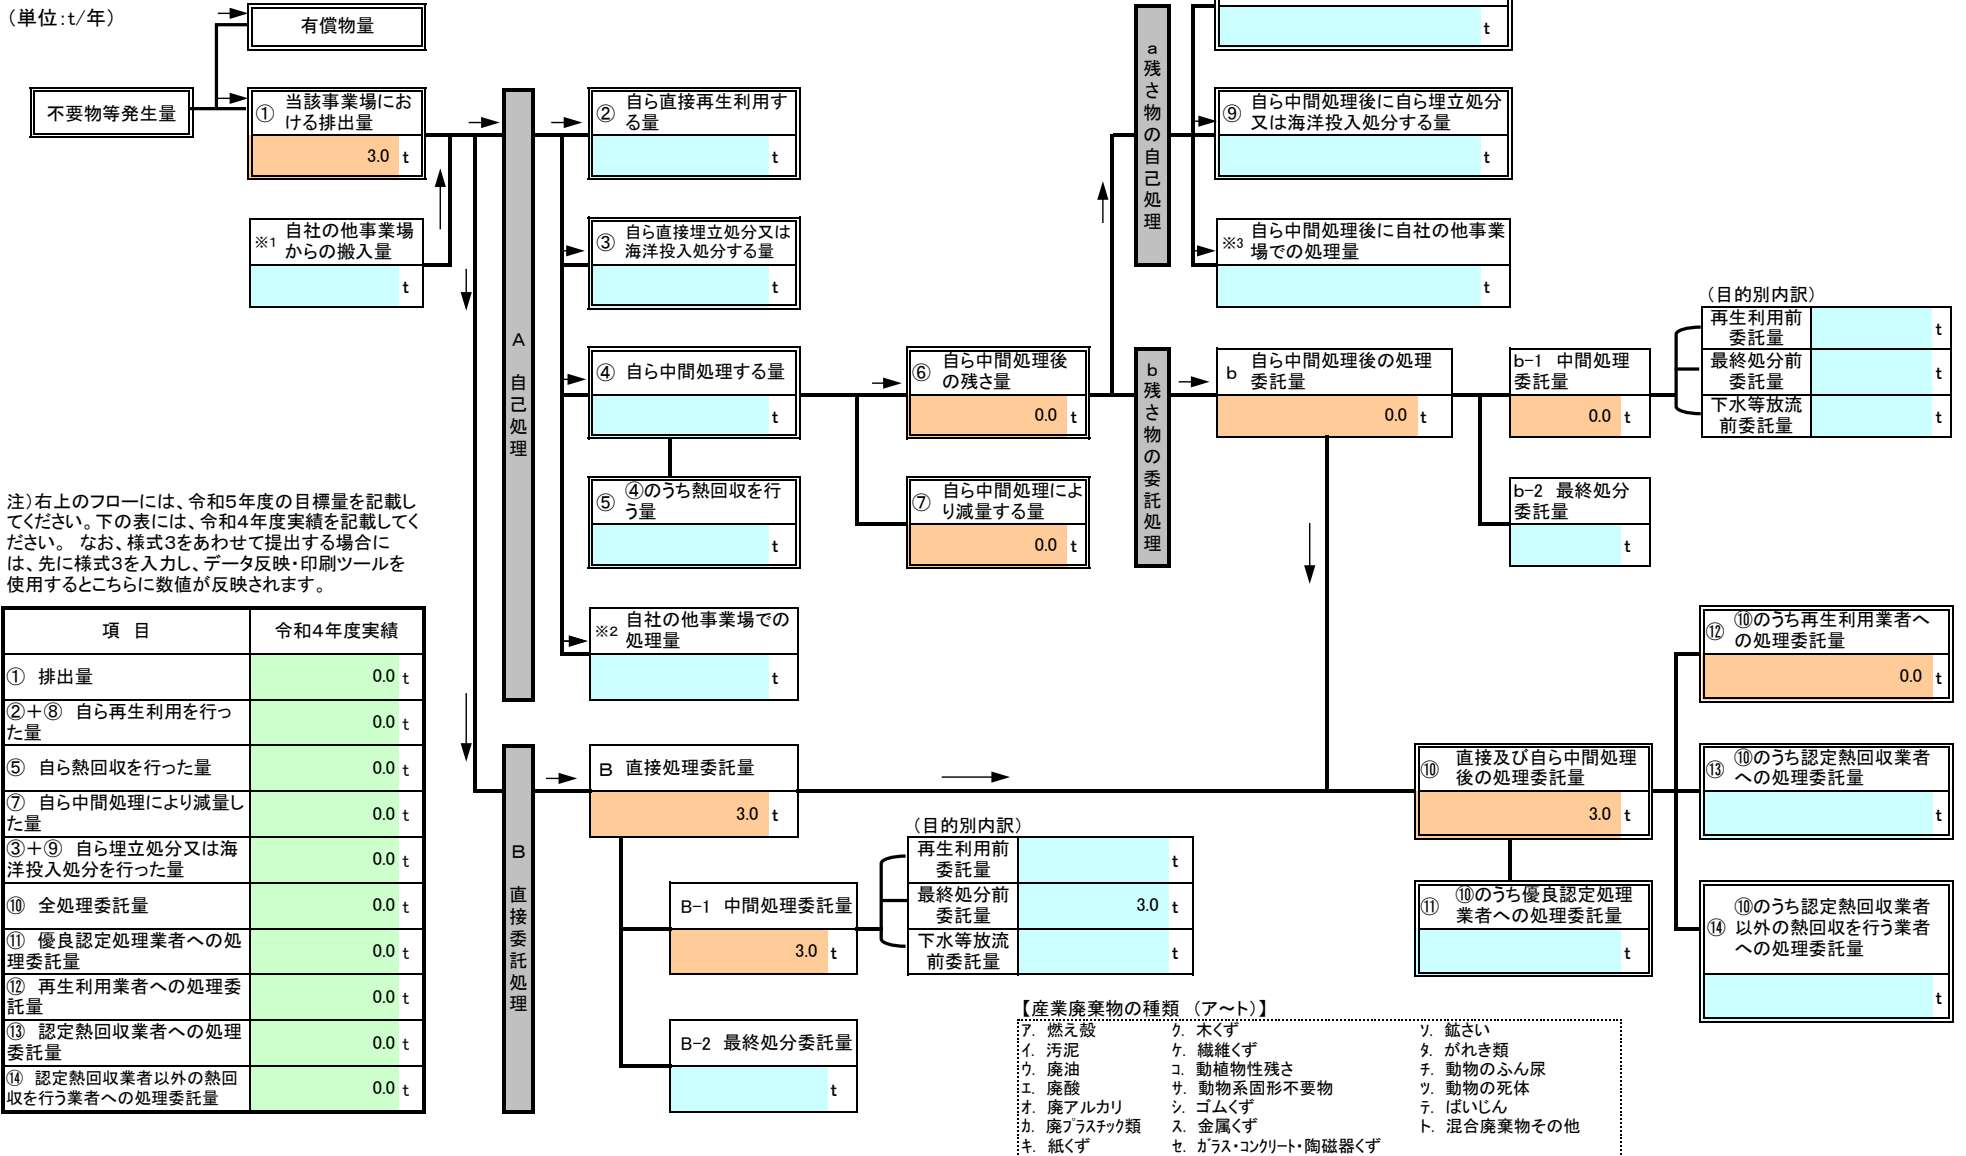 （単位：t/年）
有償物量
不要物等発生量
① 当該事業場にお
ける排出量
3.0 t
※1 自社の他事業場
からの搬入量
t
A 自己処理
② 自ら直接再生利用す
る量
t
③ 自ら直接埋立処分又は
海洋投入処分する量
t
④ 自ら中間処理する量
t
⑤ ④のうち熱回収を行
う量
t
※2 自社の他事業場での
処理量
t
⑥ 自ら中間処理後
の残さ量
0.0 t
⑦ 自ら中間処理によ
り減量する量
0.0 t
a 残さ物の自己処理
t
⑨ 自ら中間処理後に自ら埋立処分
又は海洋投入処分する量
t
※3 自ら中間処理後に自社の他事業
場での処理量
t
b 残さ物の委託処理
b 自ら中間処理後の処理
委託量
0.0 t
b-1 中間処理
委託量
0.0 t
（目的別内訳）
再生利用前
委託量
t
最終処分前
委託量
t
下水等放流
前委託量
t
b-2 最終処分
委託量
t
注）右上のフローには、令和5年度の目標量を記載し
てください。下の表には、令和4年度実績を記載してく
ださい。 なお、様式3をあわせて提出する場合に
は、先に様式3を入力し、データ反映・印刷ツールを
使用するとこちらに数値が反映されます。
項 目 令和4年度実績
① 排出量 0.0 t
②＋⑧ 自ら再生利用を行っ
た量 0.0 t
⑤ 自ら熱回収を行った量 0.0 t
⑦ 自ら中間処理により減量し
た量 0.0 t
③＋⑨ 自ら埋立処分又は海
洋投入処分を行った量 0.0 t
⑩ 全処理委託量 0.0 t
⑪ 優良認定処理業者への処
理委託量 0.0 t
⑫ 再生利用業者への処理委
託量 0.0 t
⑬ 認定熱回収業者への処理
委託量 0.0 t
⑭ 認定熱回収業者以外の熱回
収を行う業者への処理委託量 0.0 t
B 直接委託処理
B 直接処理委託量
3.0 t
B-1 中間処理委託量
3.0 t
（目的別内訳）
再生利用前
委託量
t
最終処分前
委託量
3.0 t
下水等放流
前委託量
t
B-2 最終処分委託量
t
⑩ 直接及び自ら中間処理
後の処理委託量
3.0 t
⑪ ⑩のうち優良認定処理
業者への処理委託量
t
⑫ ⑩のうち再生利用業者へ
の処理委託量
0.0 t
⑬ ⑩のうち認定熱回収業者
への処理委託量
t
⑭ ⑩のうち認定熱回収業者
以外の熱回収を行う業者
への処理委託量
t
【産業廃棄物の種類 （ア～ト）】
ｱ. 燃え殻 ｸ. 木くず ｿ. 鉱さい
ｲ. 汚泥 ｹ. 繊維くず ﾀ. がれき類
ｳ. 廃油 ｺ. 動植物性残さ ﾁ. 動物のふん尿
ｴ. 廃酸 ｻ. 動物系固形不要物 ﾂ. 動物の死体
ｵ. 廃アルカリ ｼ. ゴムくず ﾃ. ばいじん
ｶ. 廃ﾌﾟﾗｽﾁｯｸ類 ｽ. 金属くず ﾄ. 混合廃棄物その他
ｷ. 紙くず ｾ. ｶﾞﾗｽ・ｺﾝｸﾘｰﾄ・陶磁器くず